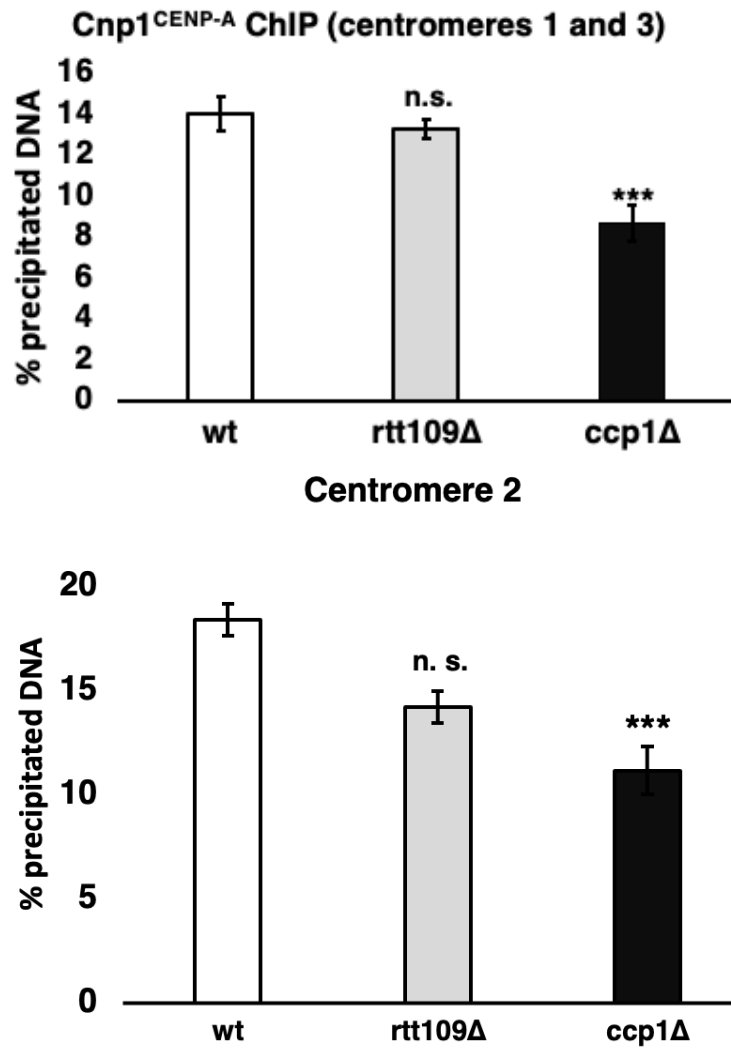 Cnp1CENP-A ChIP (centromeres 1 and 3)
% precipitated DNA
16
14
12
10
8
6
4
2
0
n.s.
***
wt
rtt109Δ
ccp1Δ
Centromere 2
% precipitated DNA
20
15
10
5
0
n. s.
***
wt
rtt109Δ
ccp1Δ